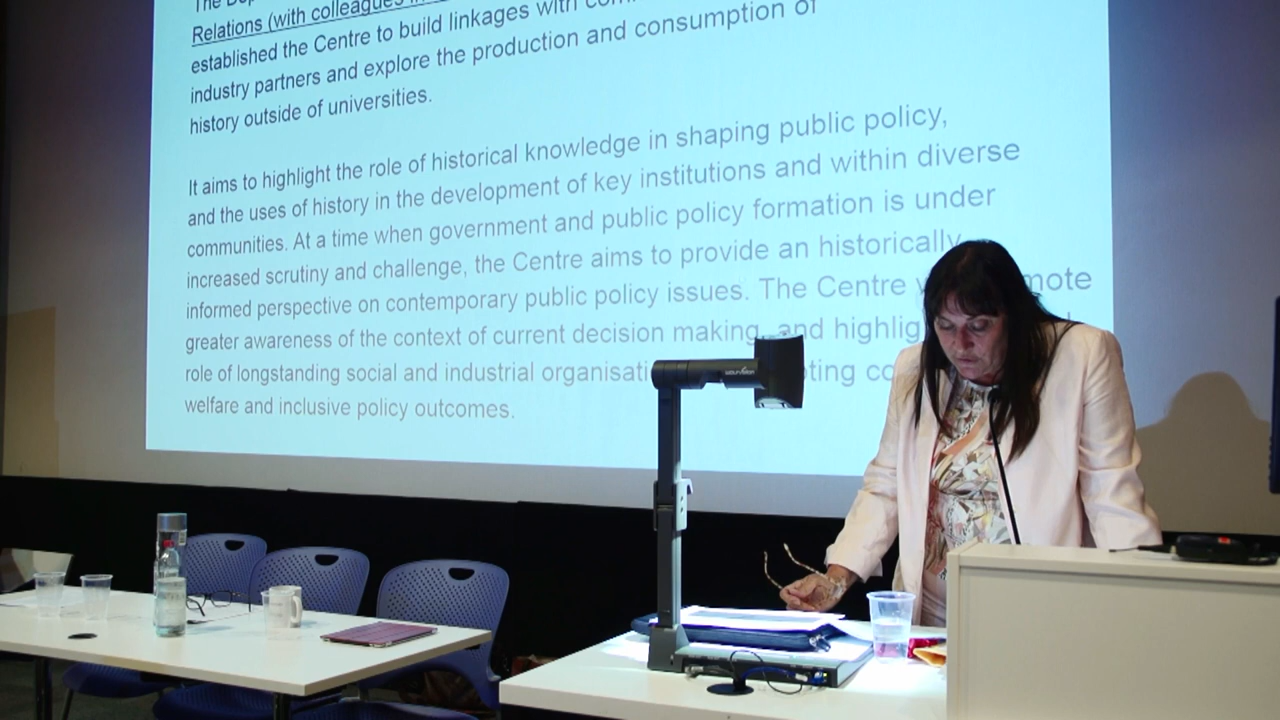 The Dep
Relations (with colleagues
established the Centre to build linkages with
industry partners and explore the production and consumption of
history outside of universities.
It aims to highlight the role of historical knowledge in shaping public policy,
and the uses of history in the development of key institutions and within diverse
communities. At a time when government and public policy formation is under
increased scrutiny and challenge, the Centre aims to provide an historically
informed perspective on contemporary public policy issues. The Centre
greater awareness of the context of current decision making, and
role of longstanding social and industrial
welfare and inclusive policy outcomes.
wolfvision